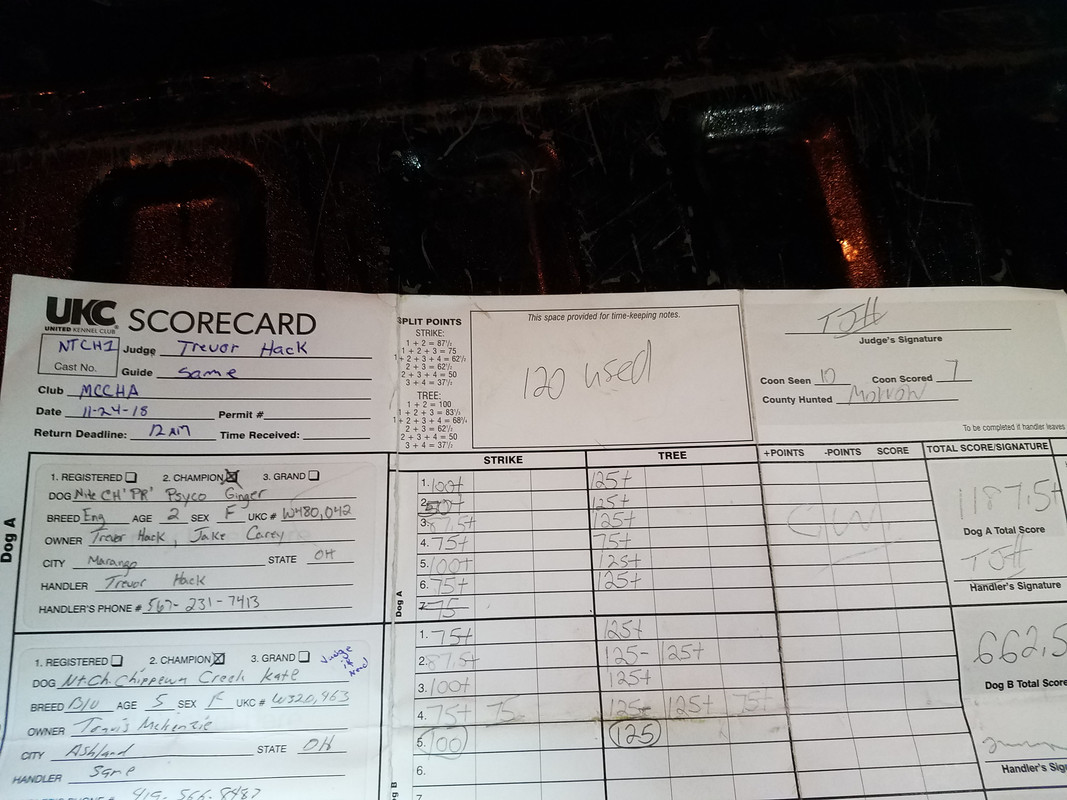 UKC SCORECARD
UNITED KENNEL CLUB
NTCH1 Judge Trevor Hack
Cast No. Guide Same
Club MCCHA
Date 11-24-18 Permit #
Return Deadline: 12 AM Time Received:
SPLIT POINTS
STRIKE:
1 + 2 = 87½
1 + 2 + 3 = 75
1 + 2 + 3 + 4 = 62½
2 + 3 = 62½
2 + 3 + 4 = 50
3 + 4 = 37½
TREE:
1 + 2 = 100
1 + 2 + 3 = 83⅓
1 + 2 + 3 + 4 = 68¾
2 + 3 = 62½
2 + 3 + 4 = 50
3 + 4 = 37½
This space provided for time-keeping notes.
120 used
TJH
Judge's Signature
Coon Seen 10 Coon Scored 7
County Hunted Morrow
To be completed if handler leaves
STRIKE TREE +POINTS -POINTS SCORE TOTAL SCORE/SIGNATURE
Dog A
1. REGISTERED 2. CHAMPION 3. GRAND
DOG Nite CH 'PR' Psyco Ginger
BREED Eng AGE 2 SEX F UKC # W480,042
OWNER Trevor Hack, Jake Carey
CITY Marango STATE OH
HANDLER Trevor Hack
HANDLER'S PHONE # 567-231-7413
Dog A
1. 100+ 125+
2. 125+
3. 87.5+ 125+
4. 75+ 75+
5. 100+ 125+
6. 75+ 125+
7. 75
1187.5+
Dog A Total Score
TJH
Handler's Signature
1. REGISTERED 2. CHAMPION 3. GRAND
Judge
DOG Nt.Ch. Chippewa Creek Kate
BREED Blu AGE 5 SEX F UKC # W320,963
OWNER Travis Mckenzie
CITY Ashland STATE OH
HANDLER Same
419-566-8487
Dog B
1. 75+ 125+
2. 87.5+ 125- 125+
3. 100+ 125+
4. 75+ 75 125+ 75+
5. 100 125
6.
7.
662.5
Dog B Total Score
Handler's Sig